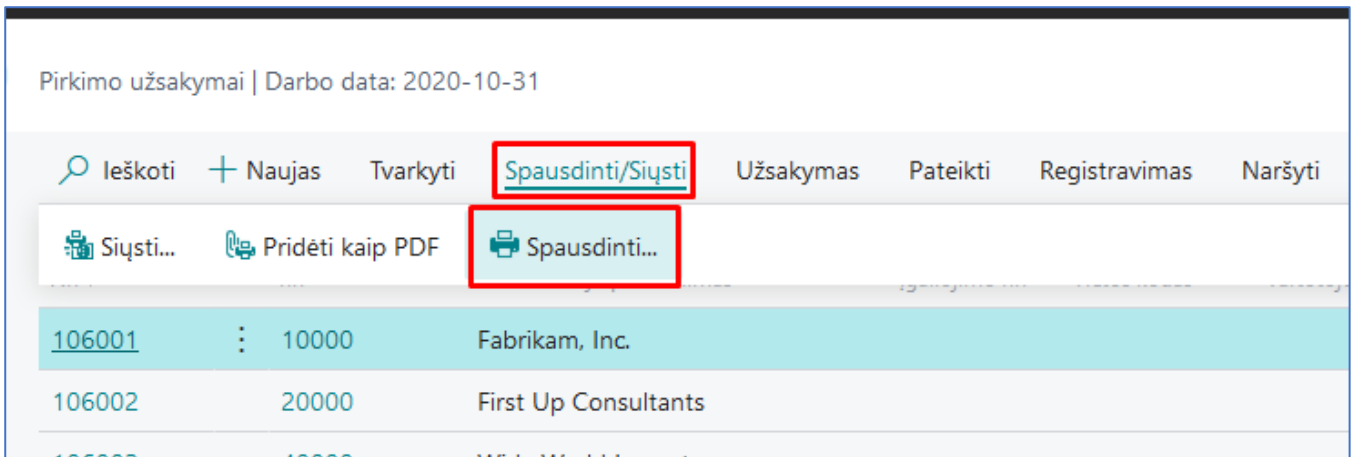 Pirkimo užsakymai | Darbo data: 2020-10-31
Ieškoti Naujas Tvarkyti Spausdinti/Siųsti Užsakymas Pateikti Registravimas Naršyti
Siųsti... Pridėti kaip PDF Spausdinti...
106001 10000 Fabrikam, Inc.
106002 20000 First Up Consultants